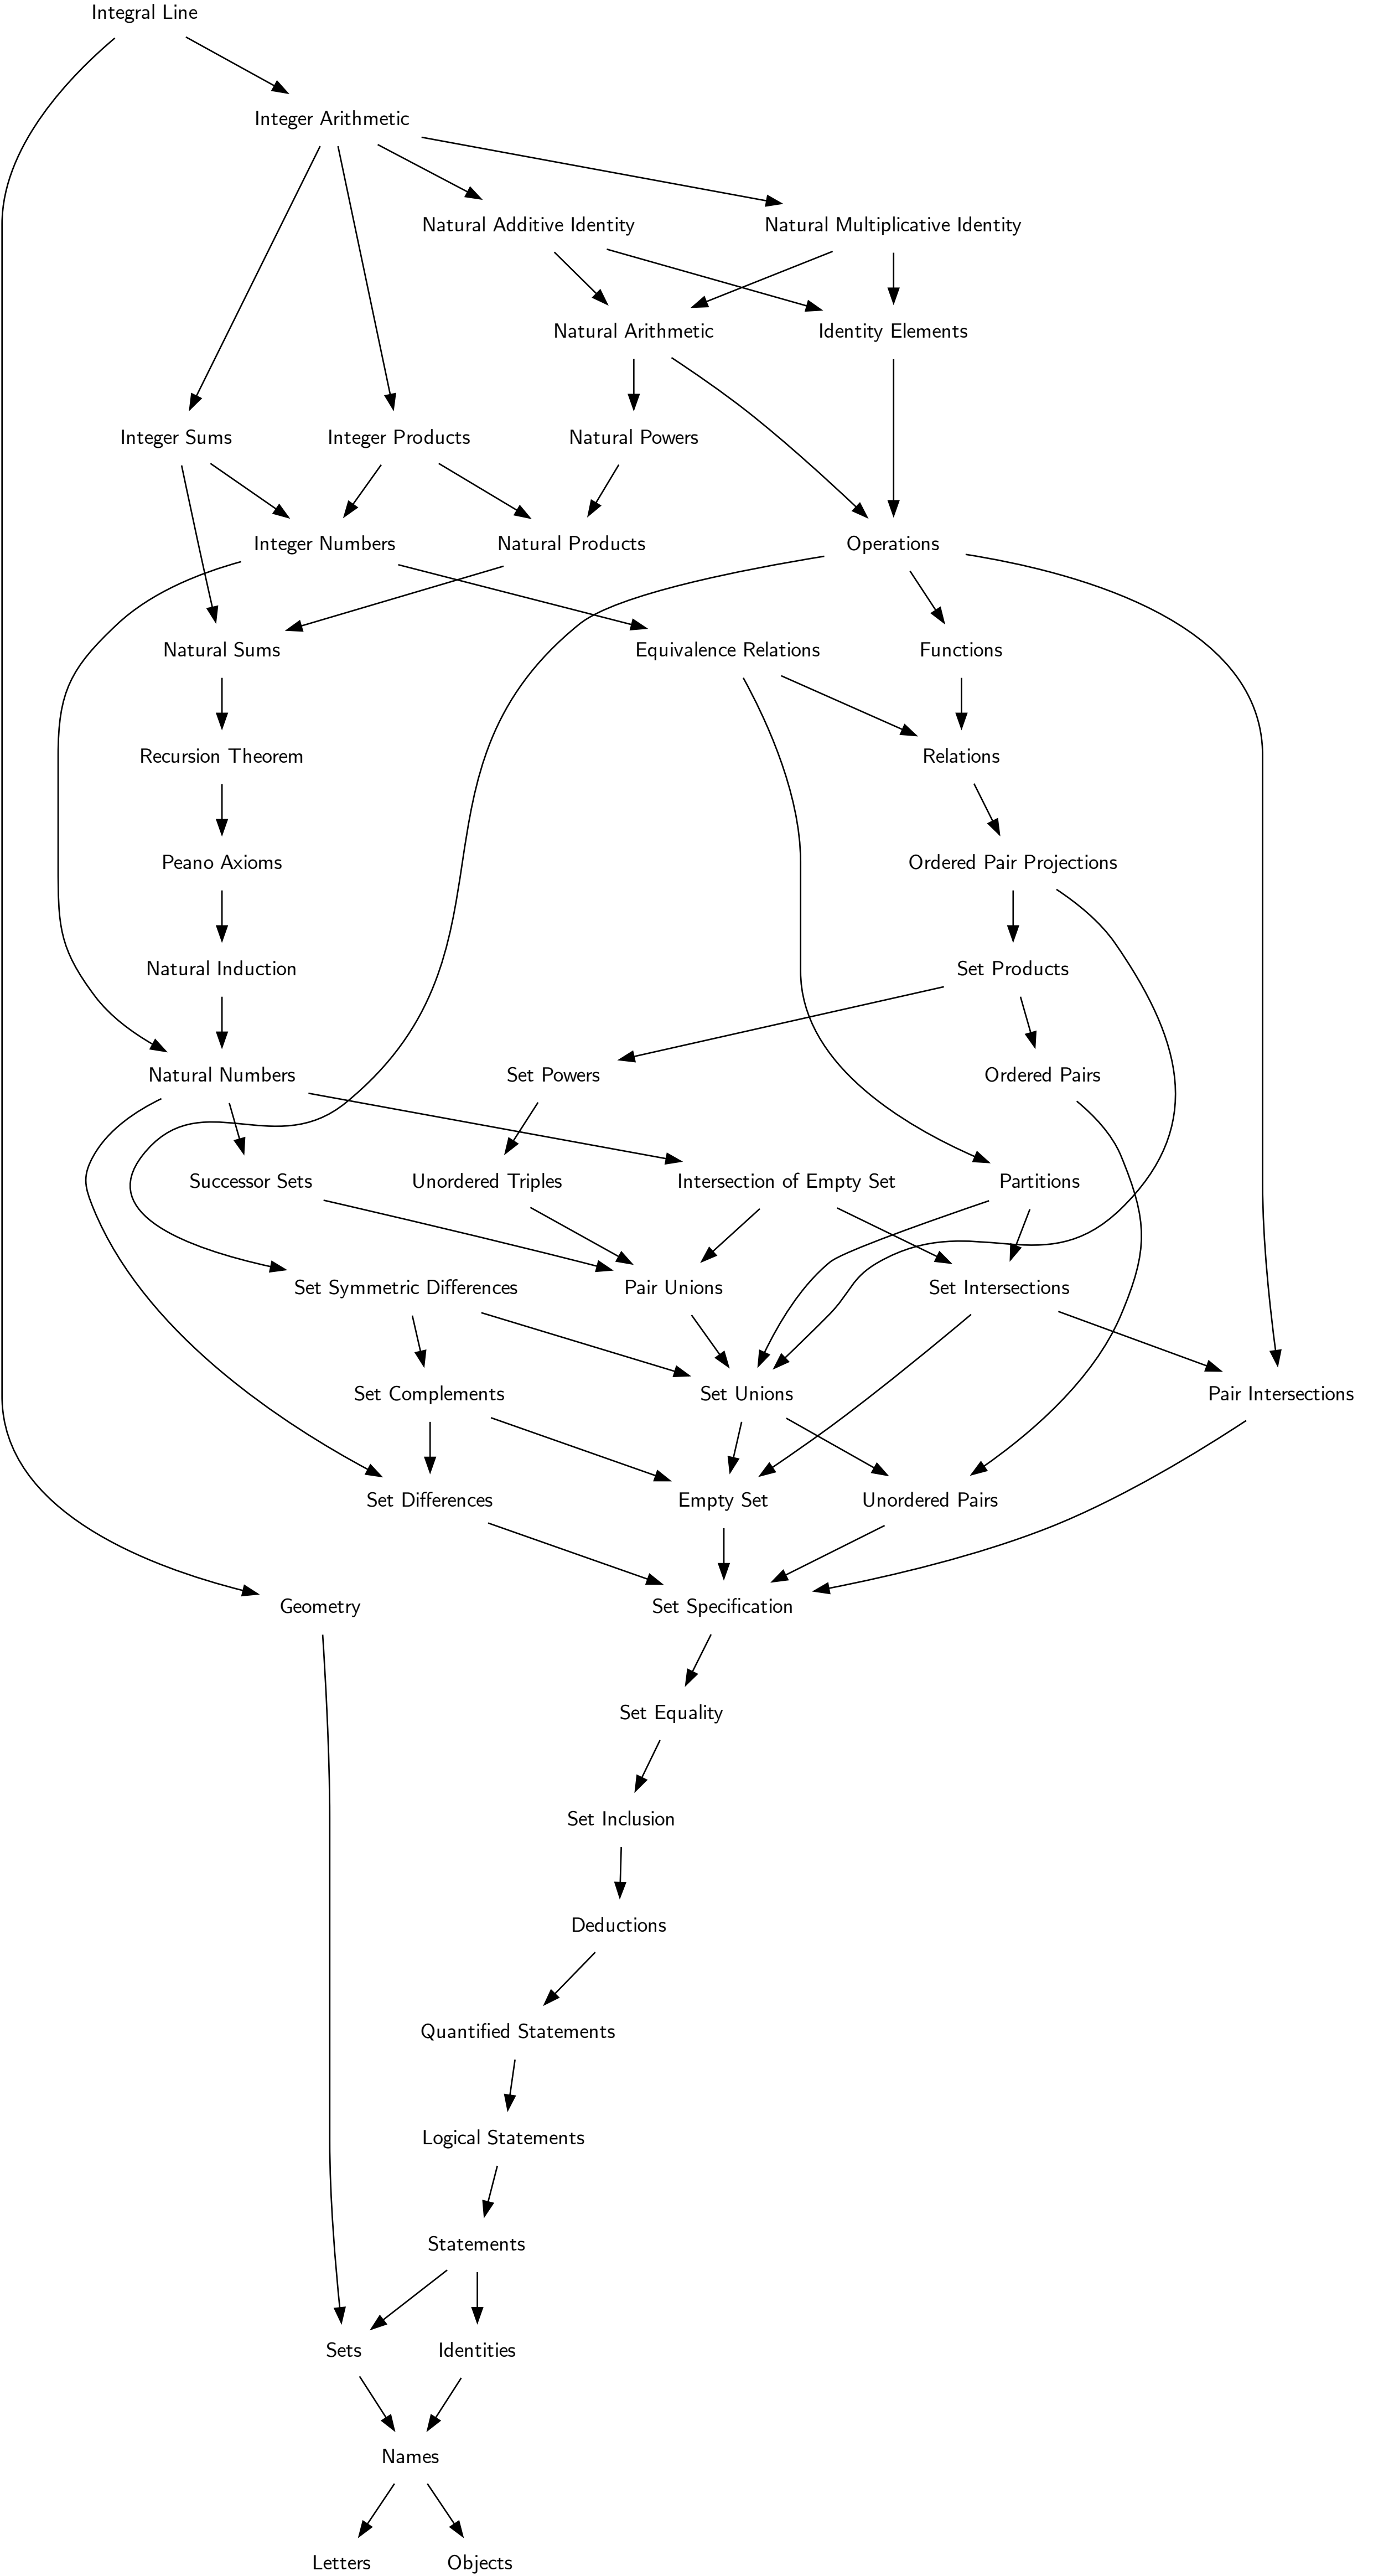 Integral Line
Integer Arithmetic
Natural Additive Identity
Natural Multiplicative Identity
Natural Arithmetic
Identity Elements
Integer Sums
Integer Products
Natural Powers
Integer Numbers
Natural Products
Operations
Natural Sums
Equivalence Relations
Functions
Recursion Theorem
Relations
Peano Axioms
Ordered Pair Projections
Natural Induction
Set Products
Natural Numbers
Set Powers
Ordered Pairs
Successor Sets
Unordered Triples
Intersection of Empty Set
Partitions
Set Symmetric Differences
Pair Unions
Set Intersections
Set Complements
Set Unions
Pair Intersections
Set Differences
Empty Set
Unordered Pairs
Geometry
Set Specification
Set Equality
Set Inclusion
Deductions
Quantified Statements
Logical Statements
Statements
Sets
Identities
Names
Letters
Objects